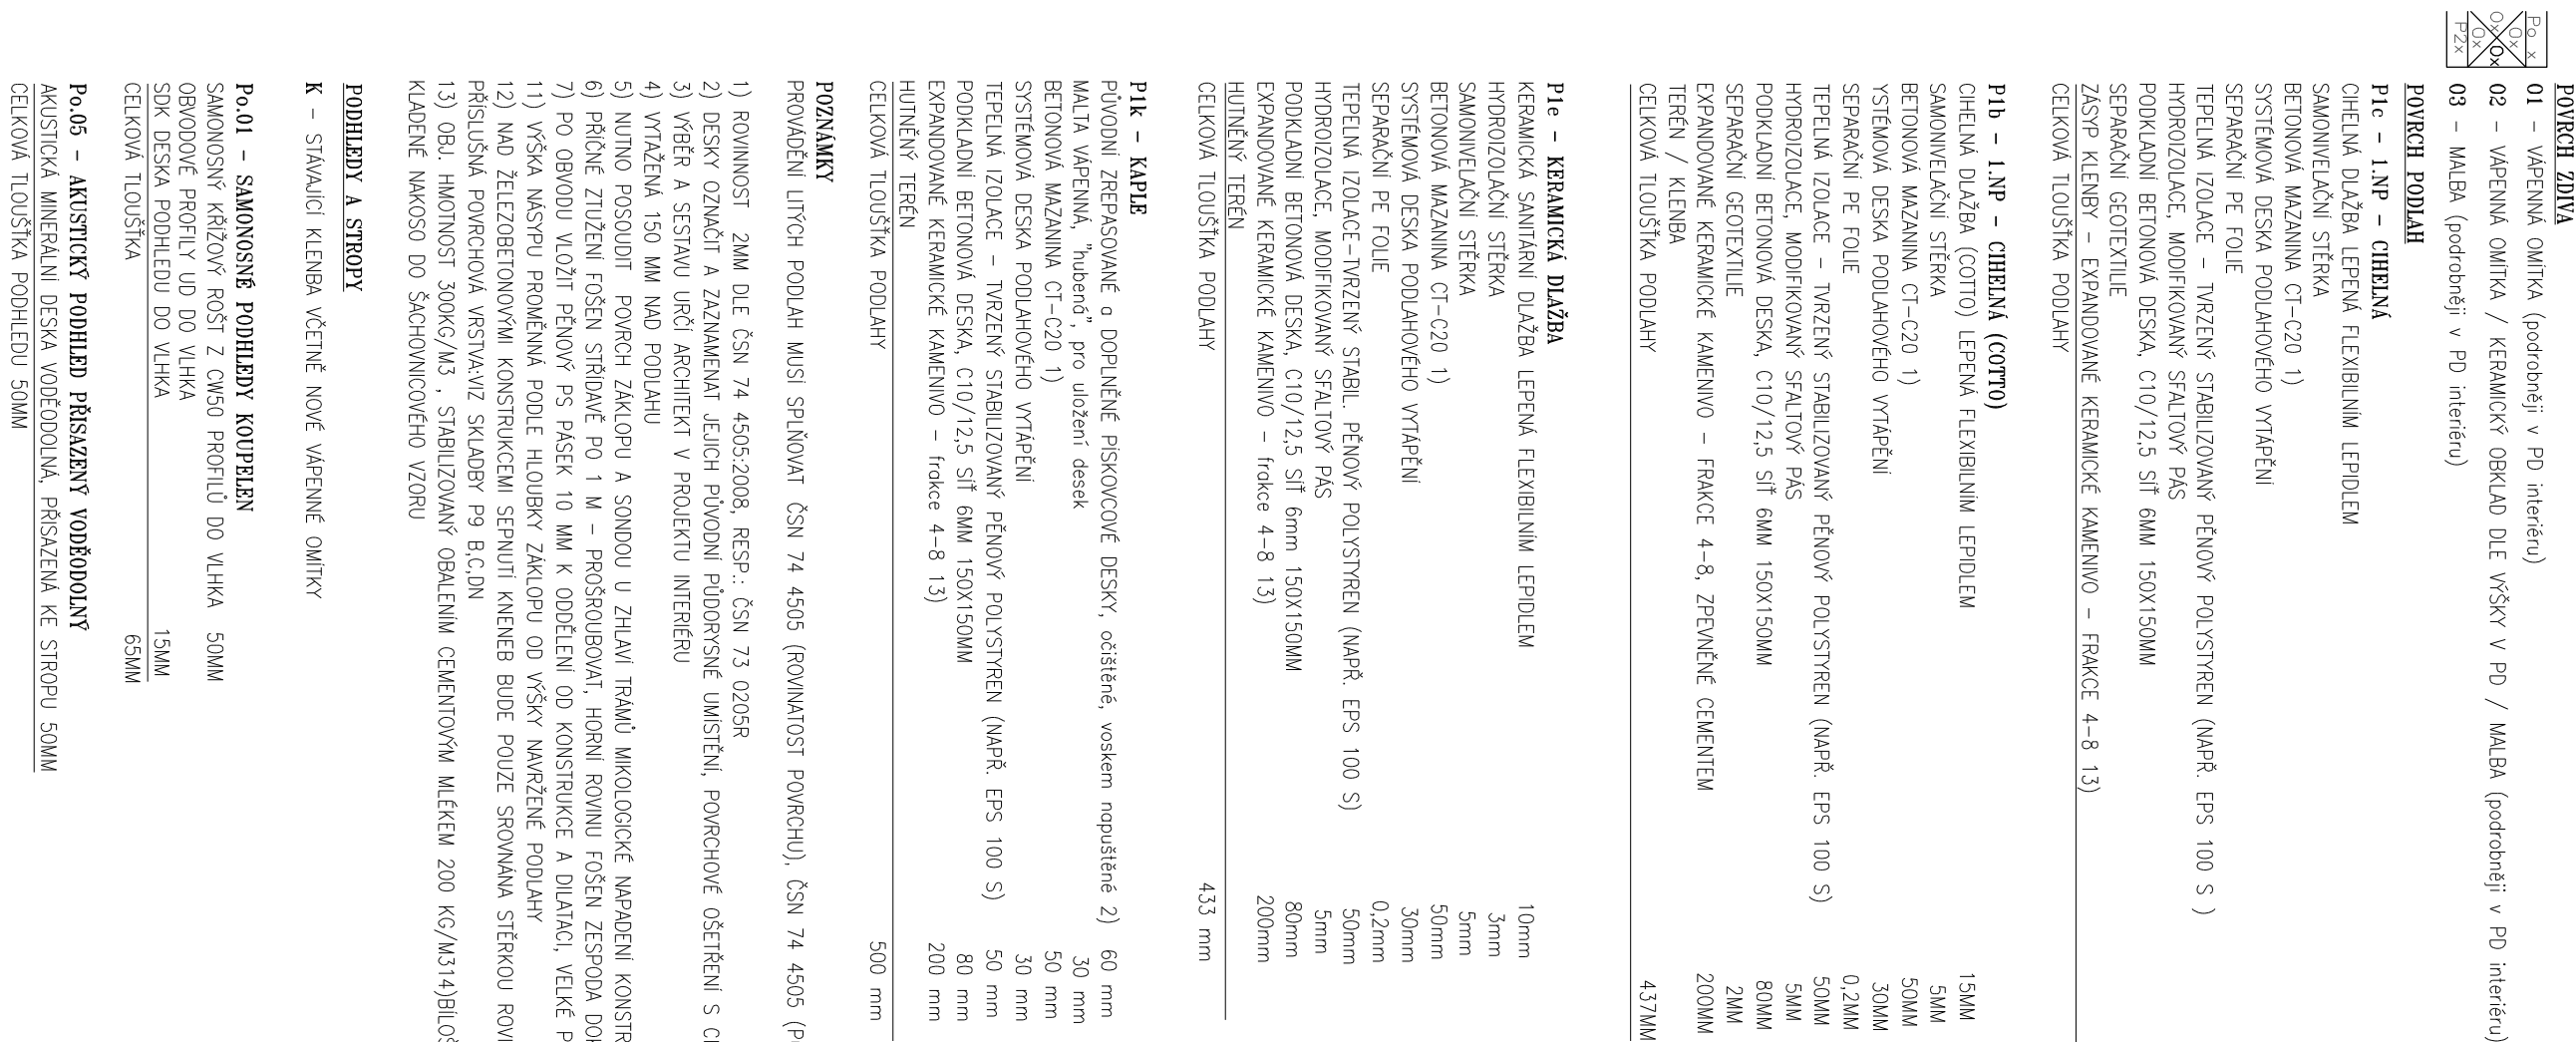 POVRCH ZDIVA
Po x
Ox
Ox Ox
Ox
P2x
01 – VÁPENNÁ OMÍTKA (podrobněji v PD interiéru)
02 – VÁPENNÁ OMÍTKA / KERAMICKÝ OBKLAD DLE VÝŠKY V PD / MALBA (podrobněji v PD interiéru)
03 – MALBA (podrobněji v PD interiéru)
POVRCH PODLAH
P1c – 1.NP – CIHELNÁ
CIHELNÁ DLAŽBA LEPENÁ FLEXIBILNÍM LEPIDLEM
SAMONIVELAČNÍ STĚRKA
BETONOVÁ MAZANINA CT–C20 1)
SYSTÉMOVÁ DESKA PODLAHOVÉHO VYTÁPĚNÍ
SEPARAČNÍ PE FOLIE
TEPELNÁ IZOLACE – TVRZENÝ STABILIZOVANÝ PĚNOVÝ POLYSTYREN (NAPŘ. EPS 100 S )
HYDROIZOLACE, MODIFIKOVANÝ SFALTOVÝ PÁS
PODKLADNÍ BETONOVÁ DESKA, C10/12,5 SÍŤ 6MM 150X150MM
SEPARAČNÍ GEOTEXTILIE
ZÁSYP KLENBY – EXPANDOVANÉ KERAMICKÉ KAMENIVO – FRAKCE 4–8 13)
CELKOVÁ TLOUŠŤKA PODLAHY
P1b – 1.NP – CIHELNÁ (COTTO)
CIHELNÁ DLAŽBA (COTTO) LEPENÁ FLEXIBILNÍM LEPIDLEM 15MM
SAMONIVELAČNÍ STĚRKA 5MM
BETONOVÁ MAZANINA CT–C20 1) 50MM
YSTÉMOVÁ DESKA PODLAHOVÉHO VYTÁPĚNÍ 30MM
SEPARAČNÍ PE FOLIE 0,2MM
TEPELNÁ IZOLACE – TVRZENÝ STABILIZOVANÝ PĚNOVÝ POLYSTYREN (NAPŘ. EPS 100 S) 50MM
HYDROIZOLACE, MODIFIKOVANÝ SFALTOVÝ PÁS 5MM
PODKLADNÍ BETONOVÁ DESKA, C10/12,5 SÍŤ 6MM 150X150MM 80MM
SEPARAČNÍ GEOTEXTILIE 2MM
EXPANDOVANÉ KERAMICKÉ KAMENIVO – FRAKCE 4–8, ZPEVNĚNÉ CEMENTEM 200MM
TERÉN / KLENBA
CELKOVÁ TLOUŠŤKA PODLAHY 437MM
P1e – KERAMICKÁ DLAŽBA
KERAMICKÁ SANITÁRNÍ DLAŽBA LEPENÁ FLEXIBILNÍM LEPIDLEM 10mm
HYDROIZOLAČNÍ STĚRKA 3mm
SAMONIVELAČNÍ STĚRKA 5mm
BETONOVÁ MAZANINA CT–C20 1) 50mm
SYSTÉMOVÁ DESKA PODLAHOVÉHO VYTÁPĚNÍ 30mm
SEPARAČNÍ PE FOLIE 0,2mm
TEPELNÁ IZOLACE–TVRZENÝ STABIL. PĚNOVÝ POLYSTYREN (NAPŘ. EPS 100 S) 50mm
HYDROIZOLACE, MODIFIKOVANÝ SFALTOVÝ PÁS 5mm
PODKLADNÍ BETONOVÁ DESKA, C10/12,5 SÍŤ 6mm 150X150MM 80mm
EXPANDOVANÉ KERAMICKÉ KAMENIVO – frakce 4–8 13) 200mm
HUTNĚNÝ TERÉN
CELKOVÁ TLOUŠŤKA PODLAHY 433 mm
P1k – KAPLE
PŮVODNÍ ZREPASOVANÉ a DOPLNĚNÉ PÍSKOVCOVÉ DESKY, očištěné, voskem napuštěné 2) 60 mm
MALTA VÁPENNÁ, "hubená", pro uložení desek 30 mm
BETONOVÁ MAZANINA CT–C20 1) 50 mm
SYSTÉMOVÁ DESKA PODLAHOVÉHO VYTÁPĚNÍ 30 mm
TEPELNÁ IZOLACE – TVRZENÝ STABILIZOVANÝ PĚNOVÝ POLYSTYREN (NAPŘ. EPS 100 S) 50 mm
PODKLADNÍ BETONOVÁ DESKA, C10/12,5 SÍŤ 6MM 150X150MM 80 mm
EXPANDOVANÉ KERAMICKÉ KAMENIVO – frakce 4–8 13) 200 mm
HUTNĚNÝ TERÉN
CELKOVÁ TLOUŠŤKA PODLAHY 500 mm
POZNÁMKY
PROVÁDĚNÍ LITÝCH PODLAH MUSÍ SPLŇOVAT ČSN 74 4505 (ROVINATOST POVRCHU), ČSN 74 4505
1) ROVINNOST 2MM DLE ČSN 74 4505:2008, RESP.: ČSN 73 0205R
2) DESKY OZNAČIT A ZAZNAMENAT JEJICH PŮVODNÍ PŮDORYSNÉ UMÍSTĚNÍ, POVRCHOVÉ OŠETŘENÍ S
3) VÝBĚR A SESTAVU URČÍ ARCHITEKT V PROJEKTU INTERIÉRU
4) VYTAŽENÁ 150 MM NAD PODLAHU
5) NUTNO POSOUDIT POVRCH ZÁKLOPU A SONDOU U ZHLAVÍ TRÁMŮ MIKOLOGICKÉ NAPADENÍ KONSTR
6) PŘÍČNÉ ZTUŽENÍ FOŠEN STŘÍDAVĚ PO 1 M – PROŠROUBOVAT, HORNÍ ROVINU FOŠEN ZESPODA
7) PO OBVODU VLOŽIT PĚNOVÝ PS PÁSEK 10 MM K ODDĚLENÍ OD KONSTRUKCE A DILATACI, VELKÉ P
11) VÝŠKA NÁSYPU PROMĚNNÁ PODLE HLOUBKY ZÁKLOPU OD VÝŠKY NAVRŽENÉ PODLAHY
12) NAD ŽELEZOBETONOVÝMI KONSTRUKCEMI SEPNUTÍ KNENEB BUDE POUZE SROVNÁNA STĚRKOU
PŘÍSLUŠNÁ POVRCHOVÁ VRSTVA:VIZ SKLADBY P9 B,C,DN
13) OBJ. HMOTNOST 300KG/M3 , STABILIZOVANÝ OBALENÍM CEMENTOVÝM MLÉKEM 200 KG/M314)BÍLOŠ
KLADENÉ NAKOSO DO ŠACHOVNICOVÉHO VZORU
PODHLEDY A STROPY
K – STÁVAJICÍ KLENBA VČETNĚ NOVÉ VÁPENNÉ OMÍTKY
Po.01 – SAMONOSNÉ PODHLEDY KOUPELEN
SAMONOSNÝ KŘÍŽOVÝ ROŠT Z CW50 PROFILŮ DO VLHKA 50MM
OBVODOVÉ PROFILY UD DO VLHKA
SDK DESKA PODHLEDU DO VLHKA 15MM
CELKOVÁ TLOUŠŤKA 65MM
Po.05 – AKUSTICKÝ PODHLED PŘISAZENÝ VODĚODOLNÝ
AKUSTICKÁ MINERÁLNÍ DESKA VODĚODOLNÁ, PŘISAZENÁ KE STROPU 50MM
CELKOVÁ TLOUŠŤKA PODHLEDU 50MM